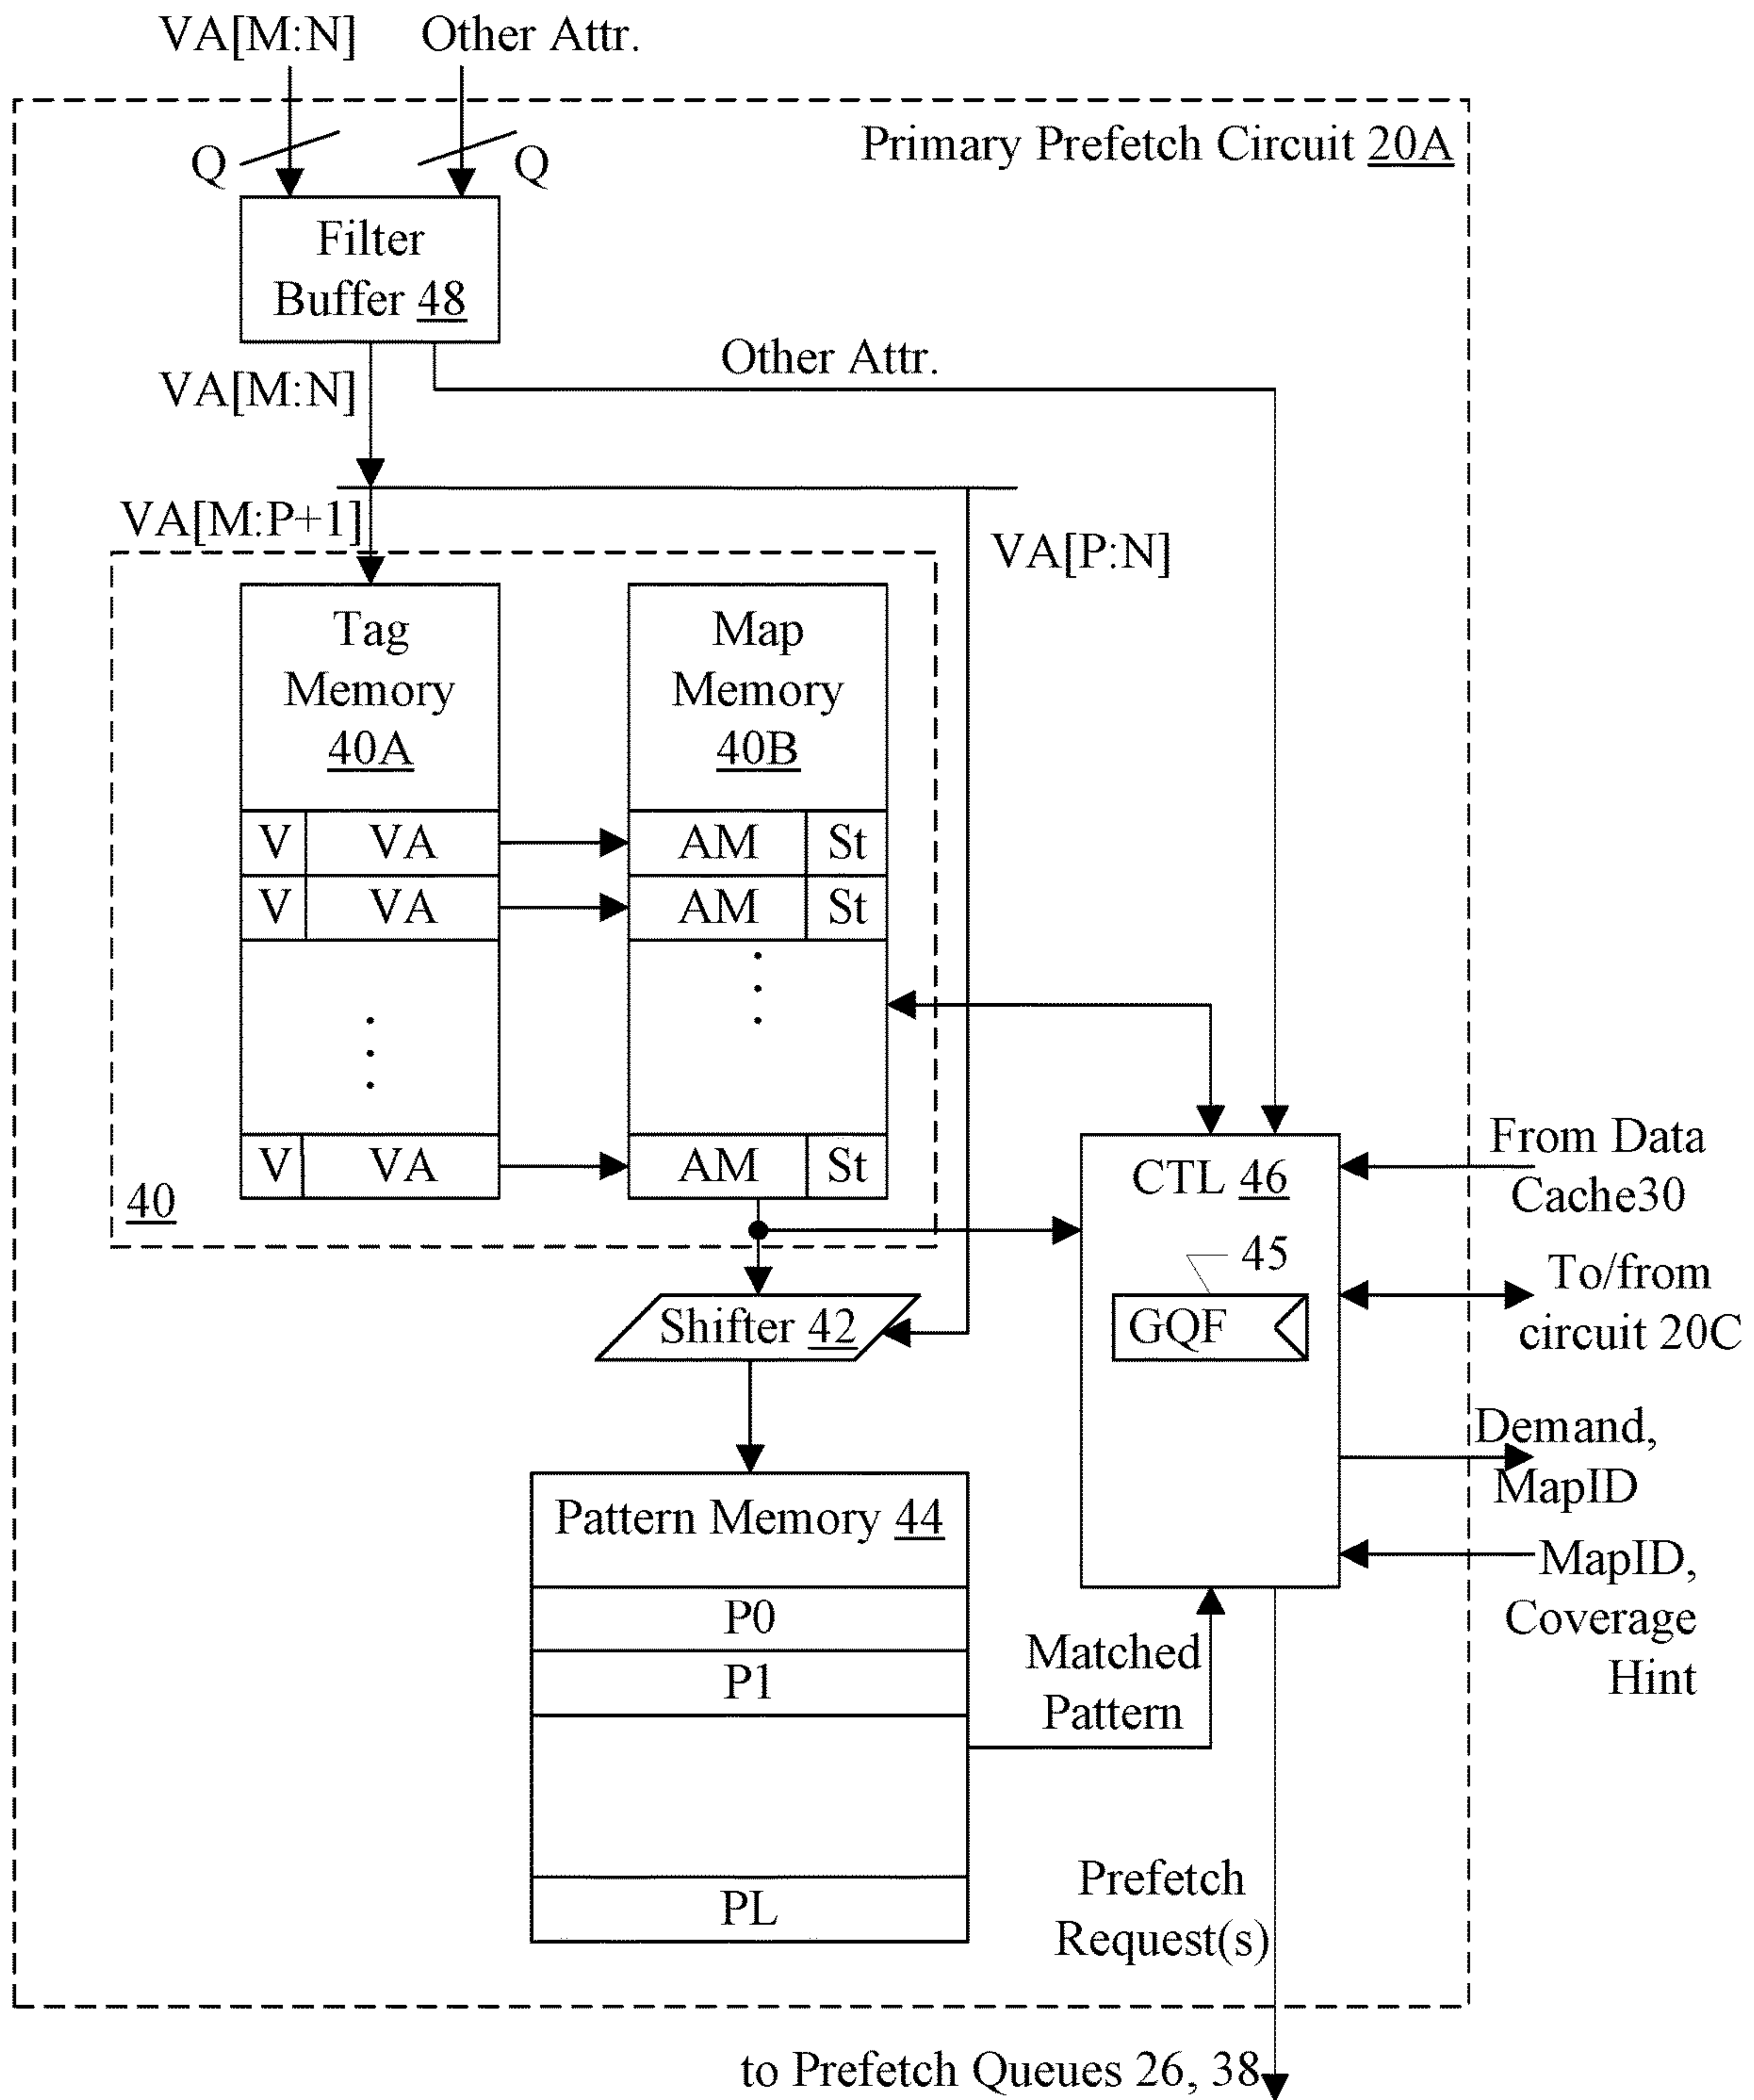 VA[M:N] Other Attr.
Primary Prefetch Circuit 20A
Q Q
Filter
Buffer 48
Other Attr.
VA[M:N]
VA[M:P+1]
VA[P:N]
Tag
Memory
40A
Map
Memory
40B
V VA AM St
V VA AM St
V VA AM St
40
CTL 46
45
GQF
From Data
Cache30
To/from
circuit 20C
Demand,
MapID
MapID,
Coverage
Hint
Shifter 42
Pattern Memory 44
P0
P1
PL
Matched
Pattern
Prefetch
Request(s)
to Prefetch Queues 26, 38